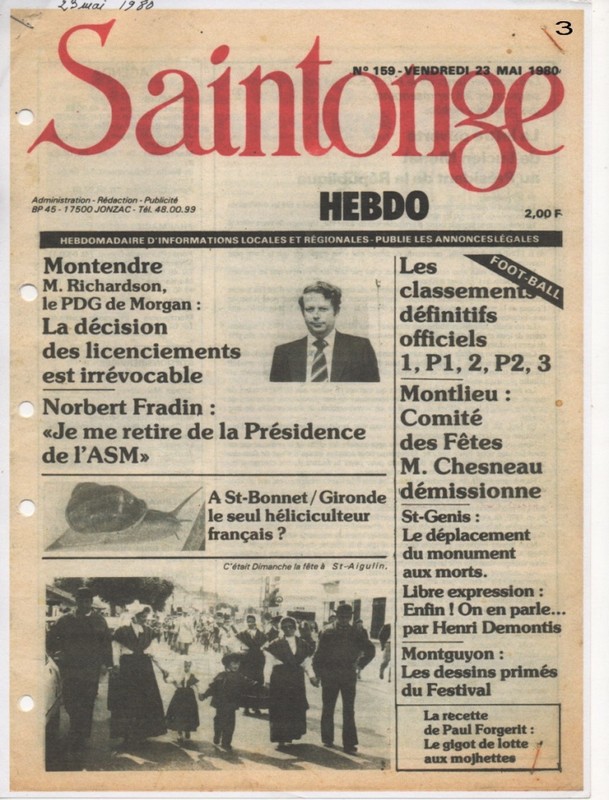 23 mai 1980
3
N° 159 - VENDREDI 23 MAI 1980
Saintonge
HEBDO
Administration - Rédaction - Publicité
BP 45 - 17500 JONZAC - Tél. 48.00.99
2,00 F
HEBDOMADAIRE D'INFORMATIONS LOCALES ET RÉGIONALES - PUBLIE LES ANNONCES LÉGALES
Montendre
M. Richardson,
le PDG de Morgan :
La décision
des licenciements
est irrévocable
Norbert Fradin :
«Je me retire de la Présidence
de l'ASM»
A St-Bonnet/Gironde
le seul héliciculteur
français ?
C'était Dimanche la fête à St-Aigulin.
FOOT-BALL
Les
classements
définitifs
officiels
1, P1, 2, P2, 3
Montlieu :
Comité
des Fêtes
M. Chesneau
démissionne
St-Genis :
Le déplacement
du monument
aux morts.
Libre expression :
Enfin ! On en parle...
par Henri Demontis
Montguyon :
Les dessins primés
du Festival
La recette
de Paul Forgerit :
Le gigot de lotte
aux mojhettes